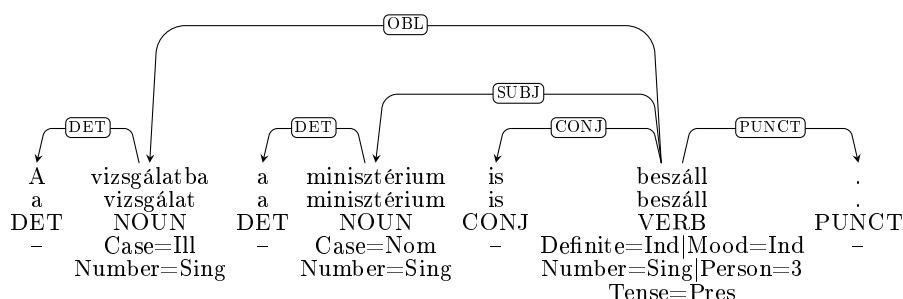 OBL
SUBJ
DET DET CONJ PUNCT
A vizsgálatba a minisztérium is beszáll .
a vizsgálat a minisztérium is beszáll .
DET NOUN DET NOUN CONJ VERB PUNCT
– Case=Ill – Case=Nom – Definite=Ind|Mood=Ind –
Number=Sing Number=Sing Number=Sing|Person=3
Tense=Pres